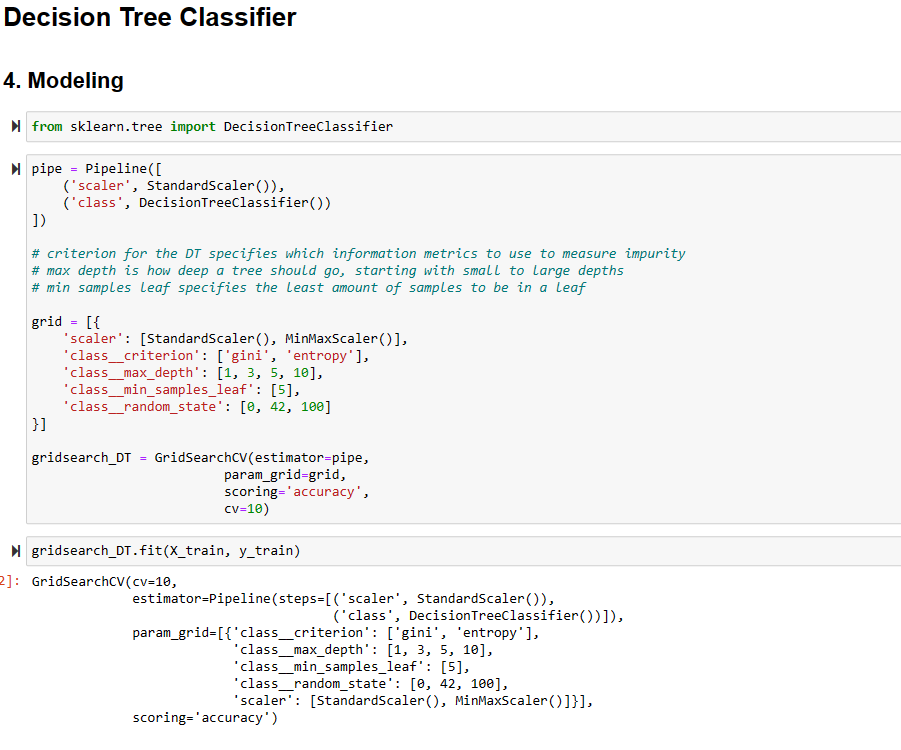 Decision Tree Classifier
4. Modeling
from sklearn.tree import DecisionTreeClassifier
pipe = Pipeline([
    ('scaler', StandardScaler()),
    ('class', DecisionTreeClassifier())
])
# criterion for the DT specifies which information metrics to use to measure impurity
# max depth is how deep a tree should go, starting with small to large depths
# min samples leaf specifies the least amount of samples to be in a leaf
grid = [{
    'scaler': [StandardScaler(), MinMaxScaler()],
    'class__criterion': ['gini', 'entropy'],
    'class__max_depth': [1, 3, 5, 10],
    'class__min_samples_leaf': [5],
    'class__random_state': [0, 42, 100]
}]
gridsearch_DT = GridSearchCV(estimator=pipe,
                         param_grid=grid,
                         scoring='accuracy',
                         cv=10)
gridsearch_DT.fit(X_train, y_train)
2]: GridSearchCV(cv=10,
             estimator=Pipeline(steps=[('scaler', StandardScaler()),
                                       ('class', DecisionTreeClassifier())]),
             param_grid=[{'class__criterion': ['gini', 'entropy'],
                          'class__max_depth': [1, 3, 5, 10],
                          'class__min_samples_leaf': [5],
                          'class__random_state': [0, 42, 100],
                          'scaler': [StandardScaler(), MinMaxScaler()]}],
             scoring='accuracy')